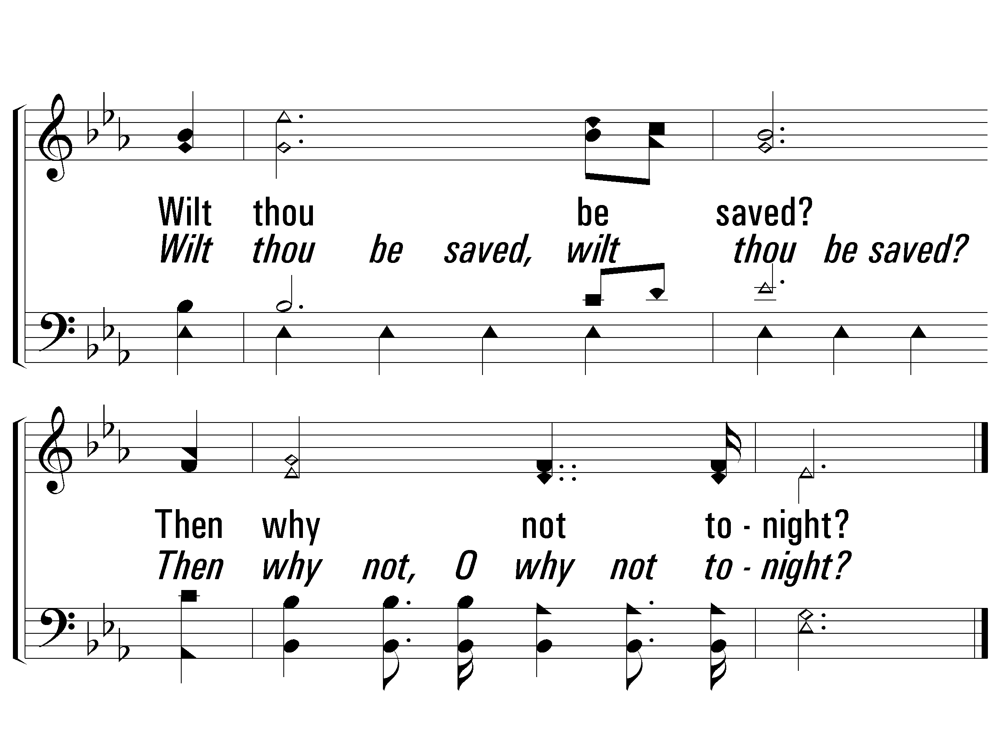 Wilt thou be saved?
Wilt thou be saved, wilt thou be saved?
Then why not to - night?
Then why not, O why not to - night?